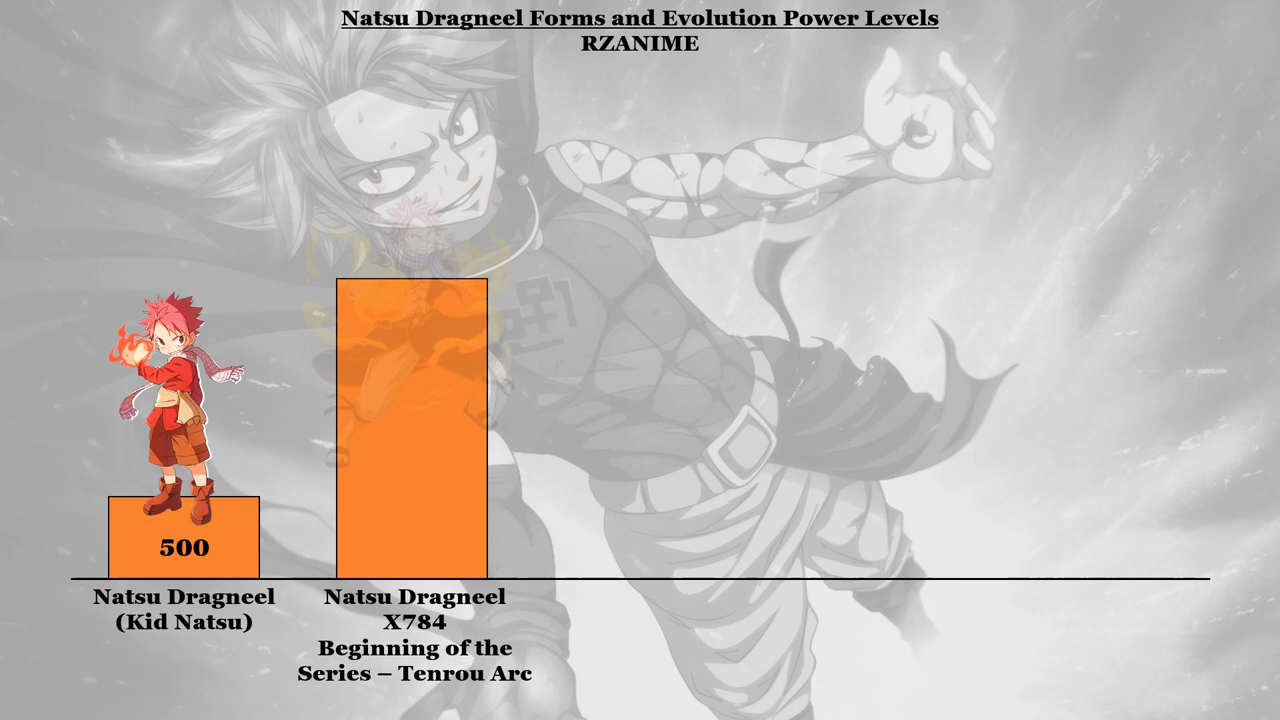 Natsu Dragneel Forms and Evolution Power Levels
RZANIME
500
Natsu Dragneel
(Kid Natsu)
Natsu Dragneel
X784
Beginning of the
Series – Tenrou Arc